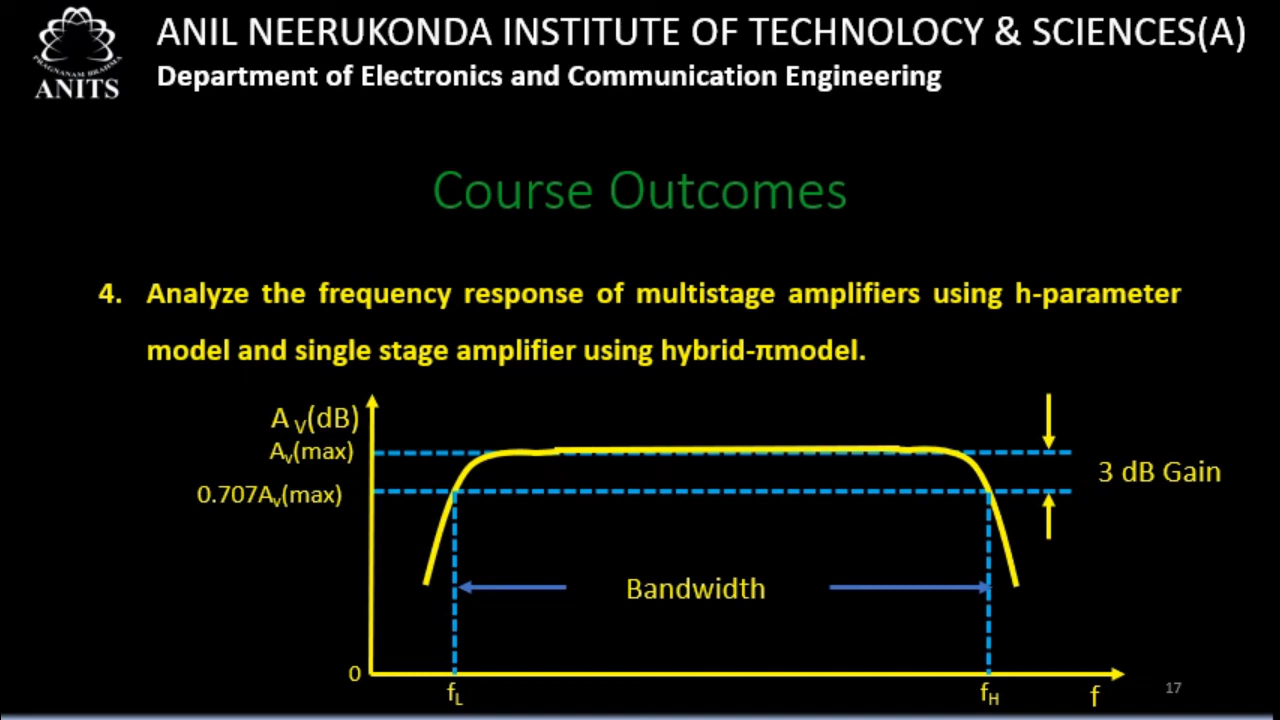 ANIL NEERUKONDA INSTITUTE OF TECHNOLOCY & SCIENCES(A)
Department of Electronics and Communication Engineering
PRAGNANAM BRAHMA
ANITS
Course Outcomes
4. Analyze the frequency response of multistage amplifiers using h-parameter
model and single stage amplifier using hybrid-πmodel.
A V(dB)
Av(max)
3 dB Gain
0.707Av(max)
Bandwidth
0
fL
fH
f
17